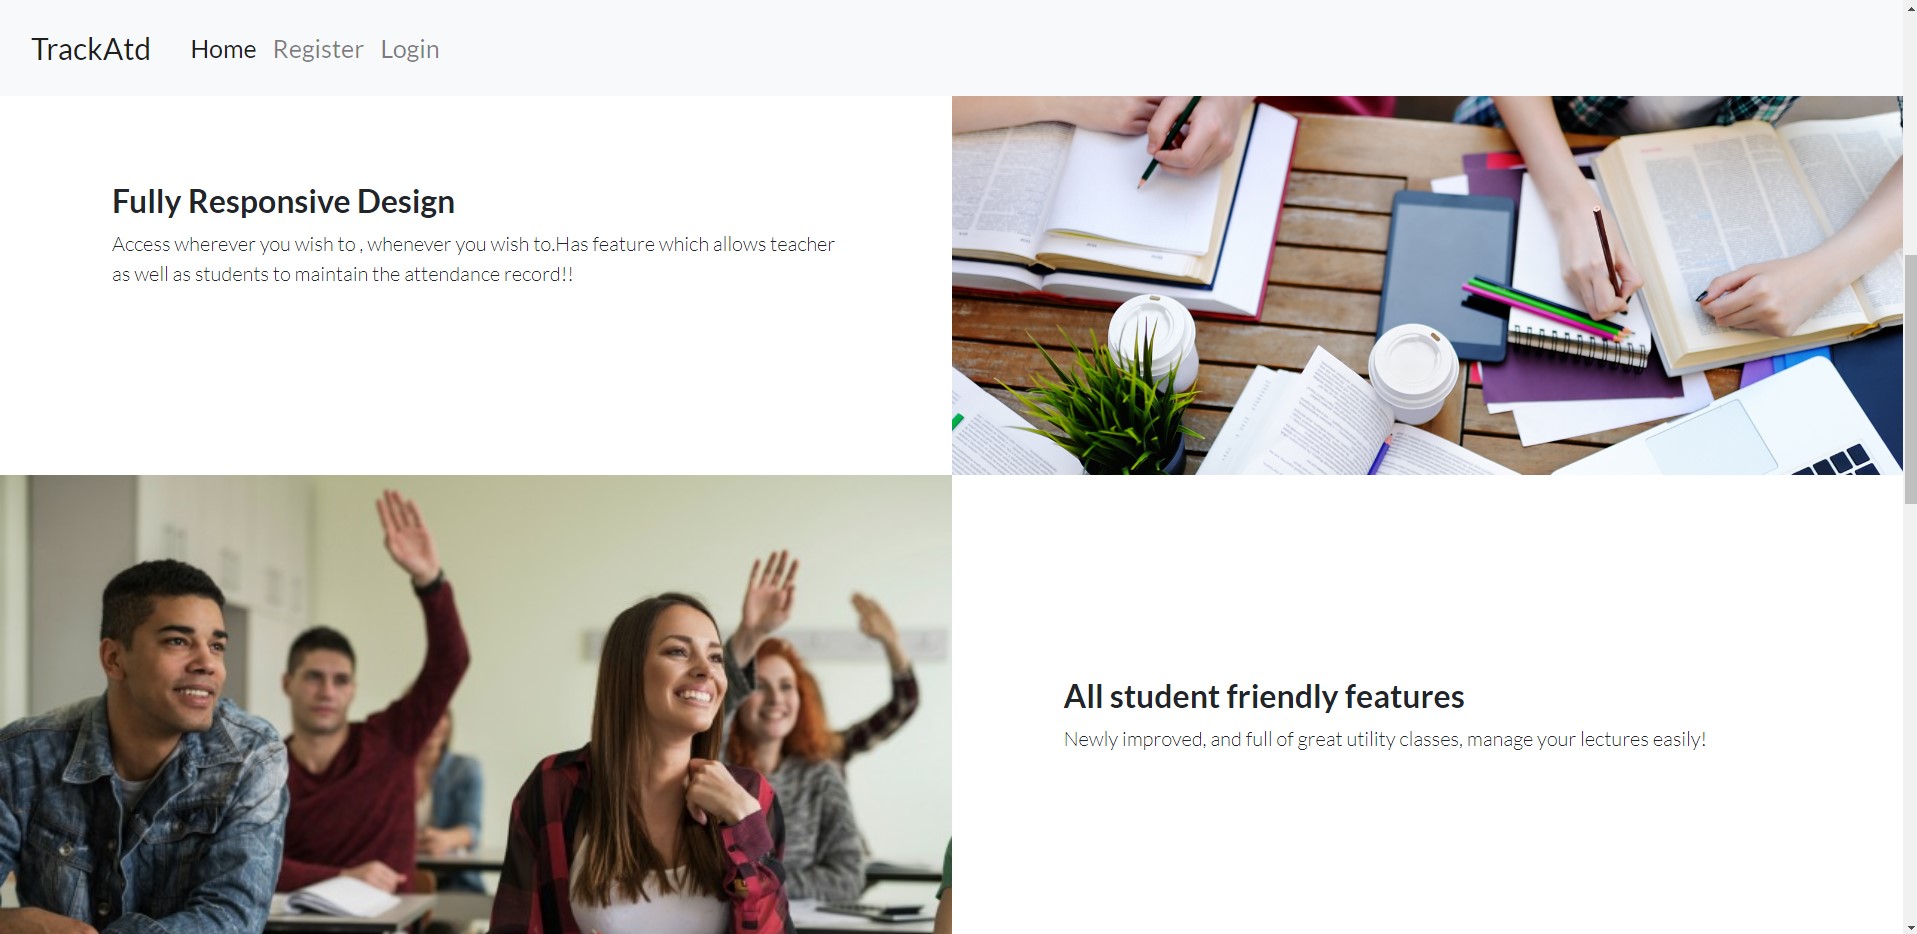 TrackAtd Home Register Login
Fully Responsive Design
Access wherever you wish to , whenever you wish to.Has feature which allows teacher
as well as students to maintain the attendance record!!
All student friendly features
Newly improved, and full of great utility classes, manage your lectures easily!